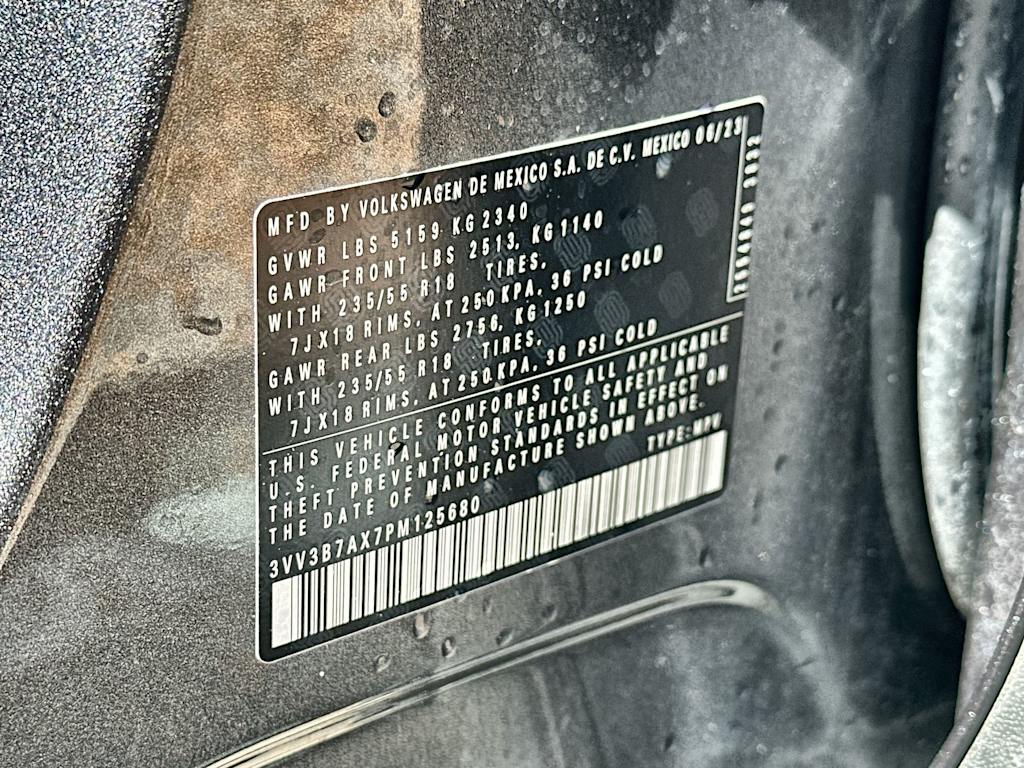 MFD BY VOLKSWAGEN DE MEXICO S.A. DE C.V. MEXICO 06/23
GVWR LBS 5159 KG 2340
GAWR FRONT LBS 2513, KG 1140
WITH 235/55 R18 TIRES,
7JX18 RIMS, AT 250 KPA, 36 PSI COLD
GAWR REAR LBS 2756, KG 1250
WITH 235/55 R18 TIRES,
7JX18 RIMS, AT 250 KPA, 36 PSI COLD
THIS VEHICLE CONFORMS TO ALL APPLICABLE
U.S. FEDERAL MOTOR VEHICLE SAFETY AND
THEFT PREVENTION STANDARDS IN EFFECT ON
THE DATE OF MANUFACTURE SHOWN ABOVE.
TYPE:MPV
3VV3B7AX7PM125680